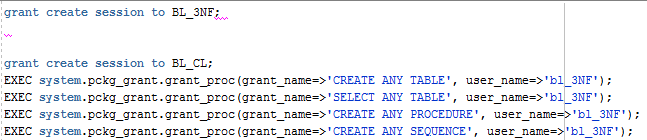 grant create session to BL_3NF;
grant create session to BL_CL;
EXEC system.pckg_grant.grant_proc(grant_name=>'CREATE ANY TABLE', user_name=>'bl_3NF');
EXEC system.pckg_grant.grant_proc(grant_name=>'SELECT ANY TABLE', user_name=>'bl_3NF');
EXEC system.pckg_grant.grant_proc(grant_name=>'CREATE ANY PROCEDURE', user_name=>'bl_3NF');
EXEC system.pckg_grant.grant_proc(grant_name=>'CREATE ANY SEQUENCE', user_name=>'bl_3NF');